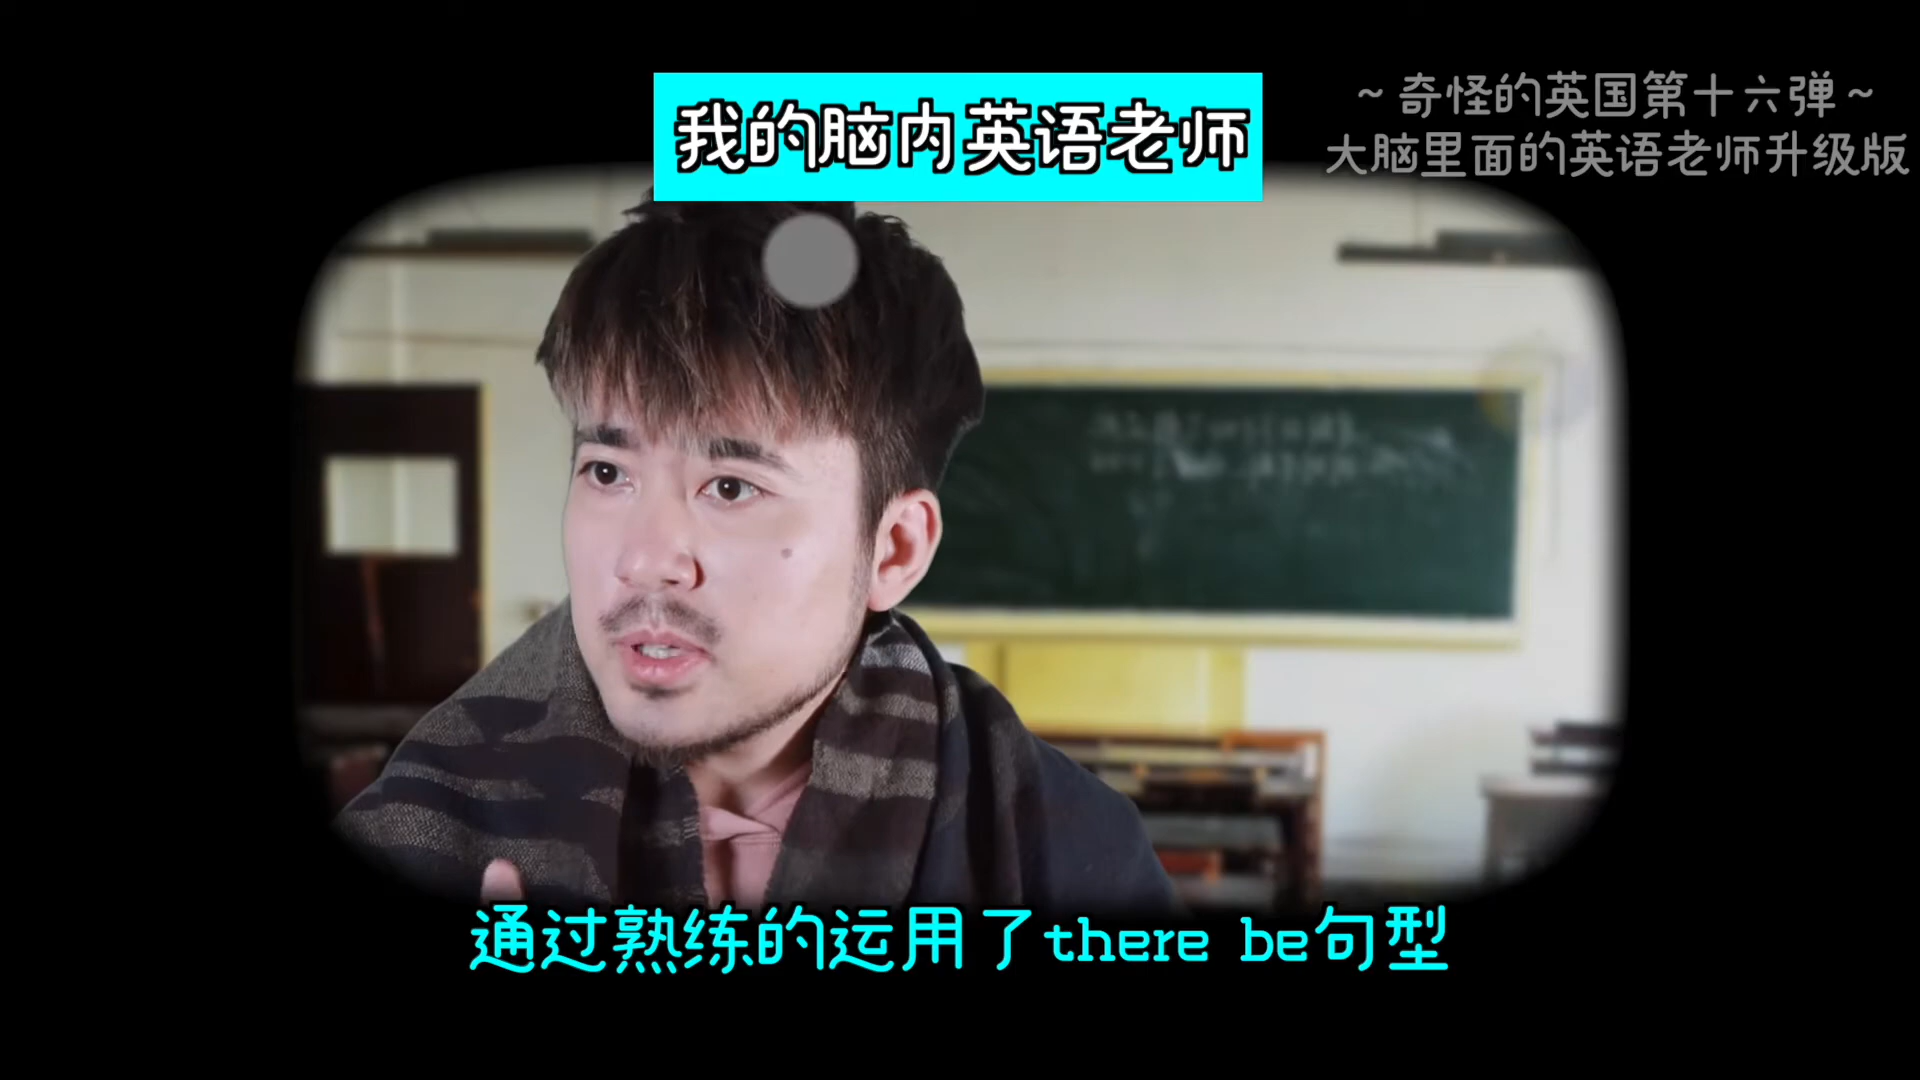 我的脑内英语老师
~奇怪的英国第十六弹~
大脑里面的英语老师升级版
通过熟练的运用了there be句型